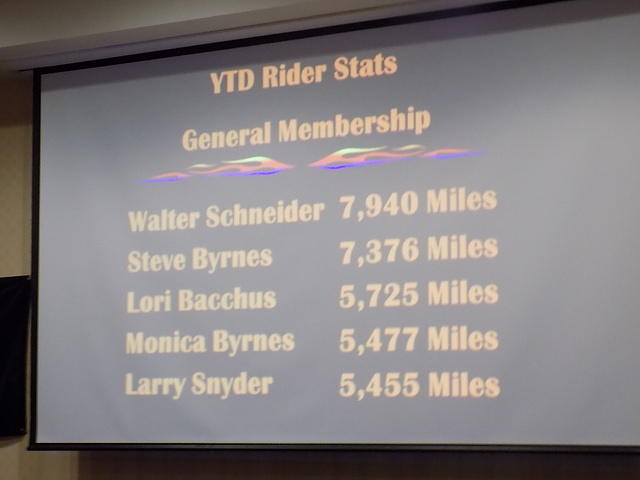 YTD Rider Stats
General Membership
Walter Schneider 7,940 Miles
Steve Byrnes 7,376 Miles
Lori Bacchus 5,725 Miles
Monica Byrnes 5,477 Miles
Larry Snyder 5,455 Miles